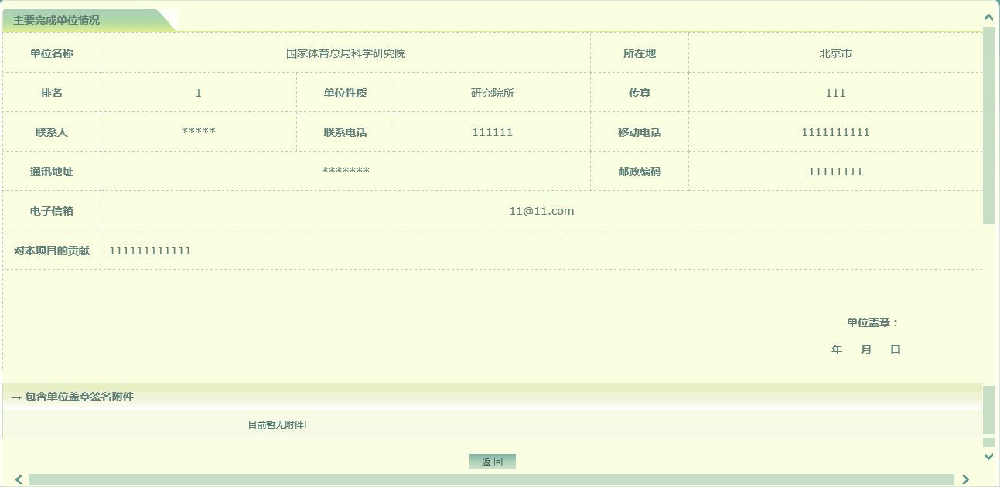 主要完成单位情况
单位名称 国家体育总局科学研究院 所在地 北京市
排名 1 单位性质 研究院所 传真 111
联系人 ***** 联系电话 111111 移动电话 1111111111
通讯地址 ******* 邮政编码 11111111
电子信箱 11@11.com
对本项目的贡献 111111111111
单位盖章：
年 月 日
→ 包含单位盖章签名附件
目前暂无附件!
返回